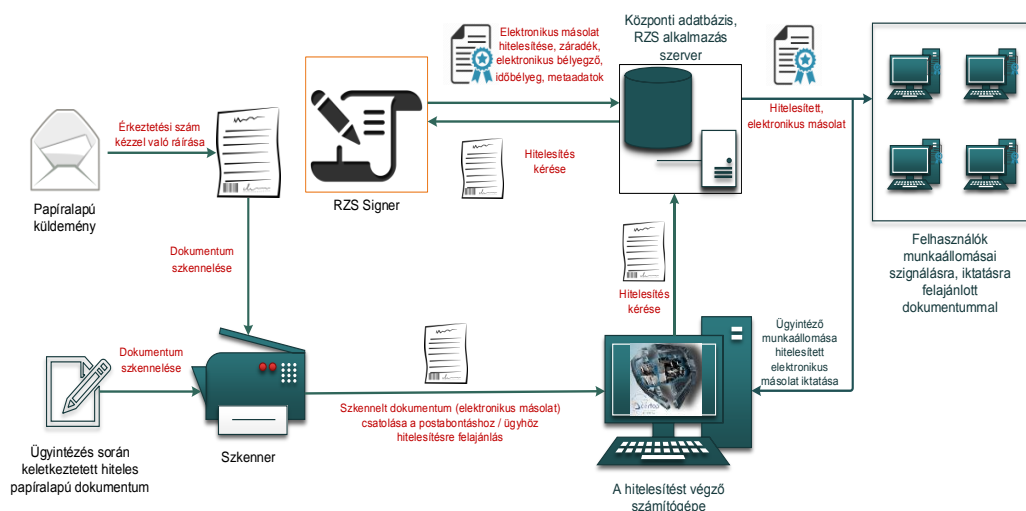 Elektronikus másolat
hitelesítése, záradék,
elektronikus bélyegző,
időbélyeg, metaadatok
Központi adatbázis,
RZS alkalmazás
szerver
Hitelesített,
elektronikus másolat
Érkeztetési szám
kézzel való ráírása
Hitelesítés
kérése
Papíralapú
küldemény
RZS Signer
Felhasználók
munkaállomásai
szignálásra, iktatásra
felajánlott
dokumentummal
Dokumentum
szkennelése
Hitelesítés
kérése
Ügyintéző
munkaállomása
hitelesített
elektronikus
másolat iktatása
Dokumentum
szkennelése
Szkennelt dokumentum (elektronikus másolat)
csatolása a postabontáshoz / ügyhöz
hitelesítésre felajánlás
Szkenner
Ügyintézés során
keletkeztetett hiteles
papíralapú dokumentum
A hitelesítést végző
számítógépe